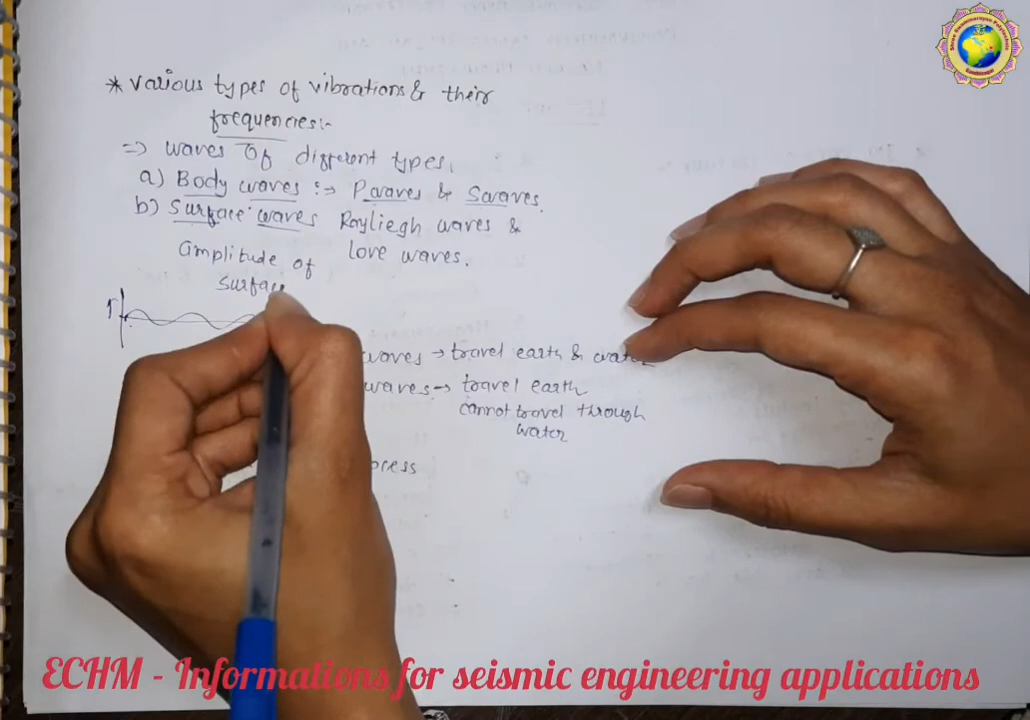 * Various types of vibrations & their
frequencies:-
=> waves of different types.
a) Body waves :-> P waves & S waves.
b) Surface waves Rayliegh waves &
love waves.
amplitude of
surfac
waves → travel earth & water
waves → travel earth
cannot travel through
water
press
ECHM - Informations for seismic engineering applications